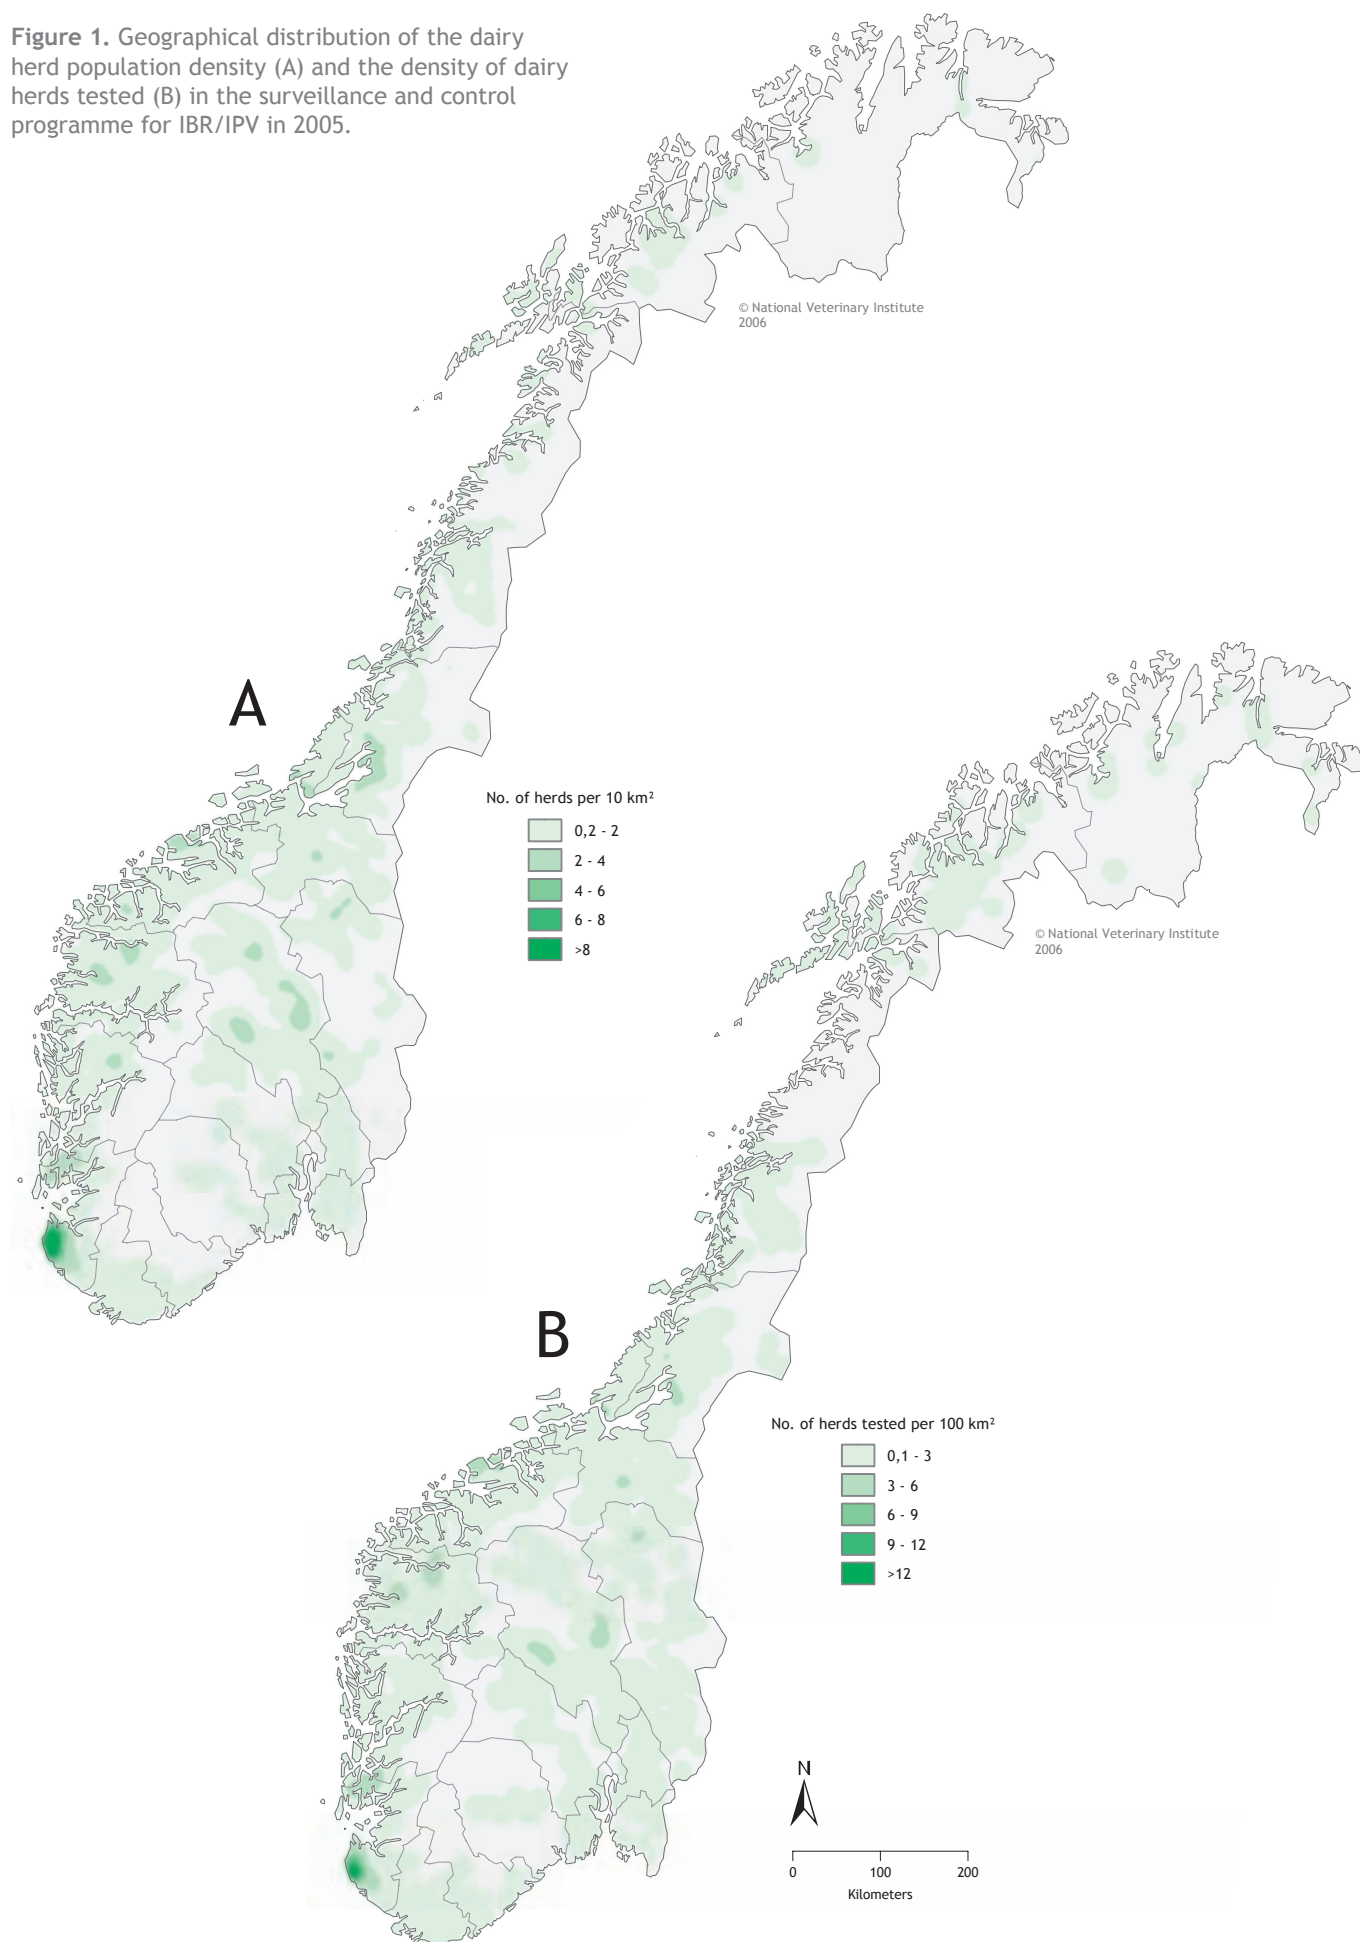 Figure 1. Geographical distribution of the dairy
herd population density (A) and the density of dairy
herds tested (B) in the surveillance and control
programme for IBR/IPV in 2005.
© National Veterinary Institute
2006
A
No. of herds per 10 km²
0,2 - 2
2 - 4
4 - 6
6 - 8
>8
© National Veterinary Institute
2006
B
No. of herds tested per 100 km²
0,1 - 3
3 - 6
6 - 9
9 - 12
>12
N
0 100 200
Kilometers